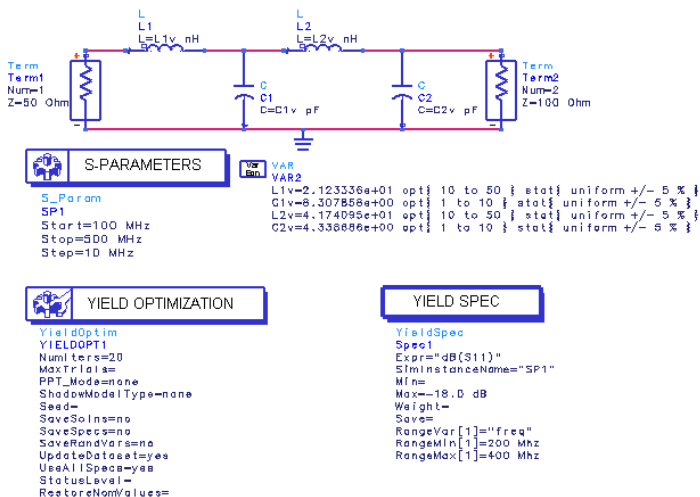 L
L1
L=L1v nH
L
L2
L=L2v nH
+
Term
Term1
Num=1
Z=50 Ohm
-
C
C1
C=C1v pF
C
C2
C=C2v pF
+
Term
Term2
Num=2
Z=100 Ohm
-
S-PARAMETERS
S_Param
SP1
Start=100 MHz
Stop=500 MHz
Step=10 MHz
Var
Eqn
VAR
VAR2
L1v=2.123336e+01 opt{ 10 to 50 } stat{ uniform +/- 5 % }
C1v=8.307858e+00 opt{ 1 to 10 } stat{ uniform +/- 5 % }
L2v=4.174095e+01 opt{ 10 to 50 } stat{ uniform +/- 5 % }
C2v=4.338686e+00 opt{ 1 to 10 } stat{ uniform +/- 5 % }
YIELD OPTIMIZATION
YieldOptim
YIELDOPT1
NumIters=20
MaxTrials=
PPT_Mode=none
ShadowModelType=none
Seed=
SaveSolns=no
SaveSpecs=no
SaveRandVars=no
UpdateDataset=yes
UseAllSpecs=yes
StatusLevel=
RestoreNomValues=
YIELD SPEC
YieldSpec
Spec1
Expr="dB(S11)"
SimInstanceName="SP1"
Min=
Max=-18.0 dB
Weight=
Save=
RangeVar[1]="freq"
RangeMin[1]=200 Mhz
RangeMax[1]=400 Mhz